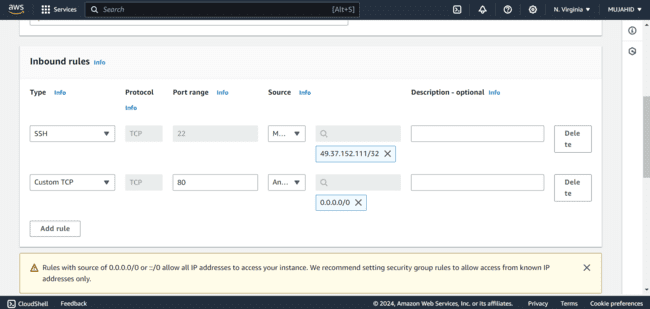 aws
Services
Search
[Alt+S]
N. Virginia
MUJAHID
Inbound rules Info
Type Info
Protocol Info
Port range Info
Source Info
Description - optional Info
SSH
TCP
22
M...
49.37.152.111/32
Dele
te
Custom TCP
TCP
80
An...
0.0.0.0/0
Dele
te
Add rule
Rules with source of 0.0.0.0/0 or ::/0 allow all IP addresses to access your instance. We recommend setting security group rules to allow access from known IP
addresses only.
CloudShell Feedback © 2024, Amazon Web Services, Inc. or its affiliates. Privacy Terms Cookie preferences